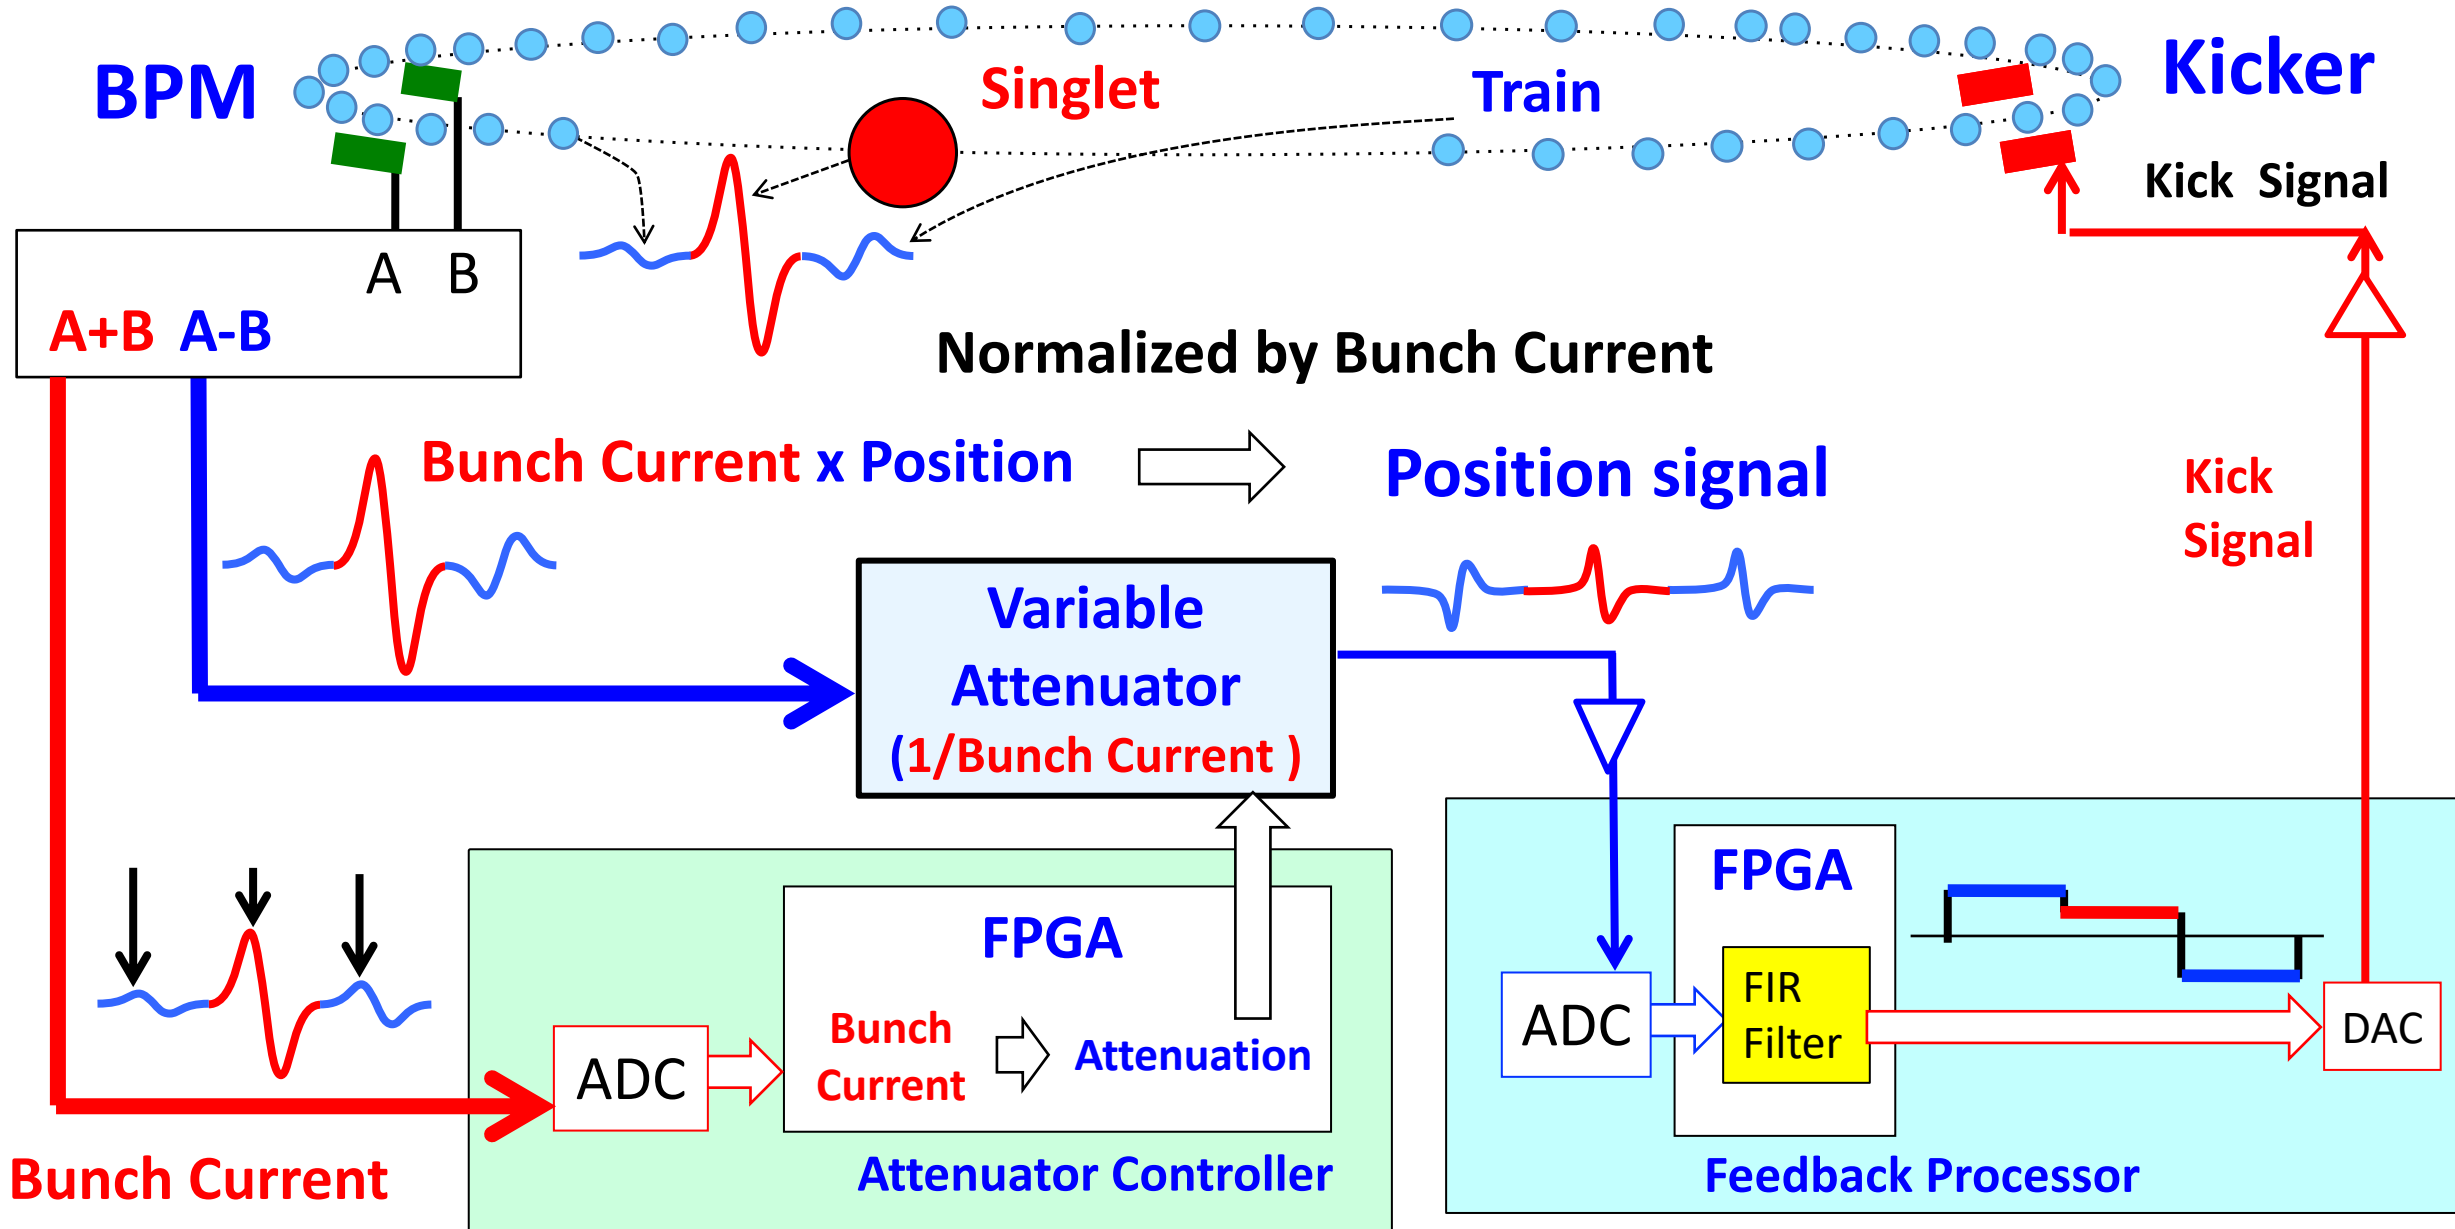 BPM
Singlet
Train
Kicker
Kick Signal
A B
A+B A-B
Normalized by Bunch Current
Bunch Current x Position
Position signal
Kick
Signal
Variable
Attenuator
(1/Bunch Current )
FPGA
Bunch
Current
Attenuation
ADC
Attenuator Controller
Bunch Current
FPGA
ADC
FIR
Filter
DAC
Feedback Processor